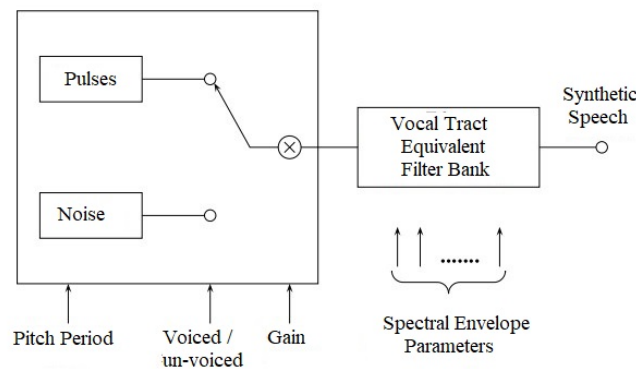 Pulses
Noise
Vocal Tract
Equivalent
Filter Bank
Synthetic
Speech
Pitch Period
Voiced /
un-voiced
Gain
.......
Spectral Envelope
Parameters